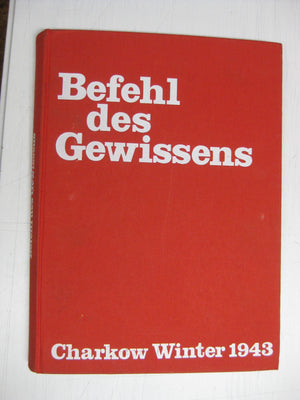 Befehl
des
Gewissens
Charkow Winter 1943